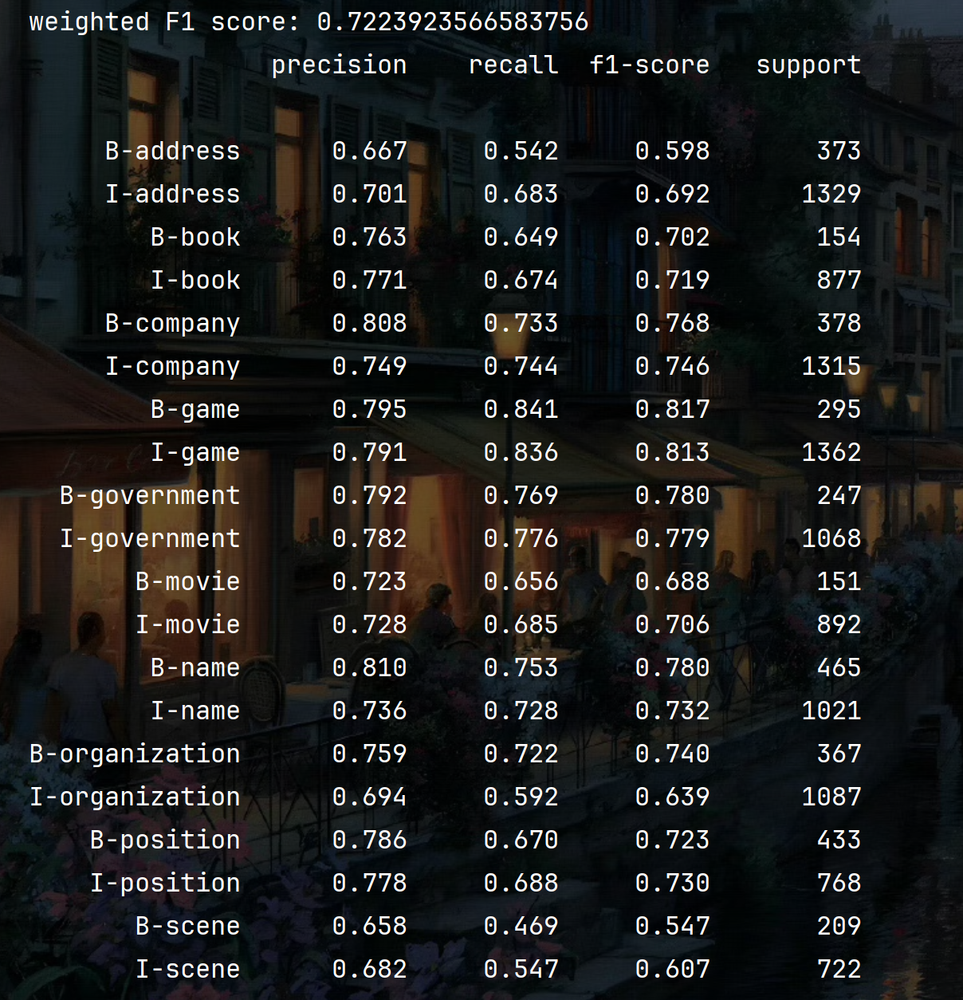 weighted F1 score: 0.7223923566583756
precision recall f1-score support
B-address 0.667 0.542 0.598 373
I-address 0.701 0.683 0.692 1329
B-book 0.763 0.649 0.702 154
I-book 0.771 0.674 0.719 877
B-company 0.808 0.733 0.768 378
I-company 0.749 0.744 0.746 1315
B-game 0.795 0.841 0.817 295
I-game 0.791 0.836 0.813 1362
B-government 0.792 0.769 0.780 247
I-government 0.782 0.776 0.779 1068
B-movie 0.723 0.656 0.688 151
I-movie 0.728 0.685 0.706 892
B-name 0.810 0.753 0.780 465
I-name 0.736 0.728 0.732 1021
B-organization 0.759 0.722 0.740 367
I-organization 0.694 0.592 0.639 1087
B-position 0.786 0.670 0.723 433
I-position 0.778 0.688 0.730 768
B-scene 0.658 0.469 0.547 209
I-scene 0.682 0.547 0.607 722